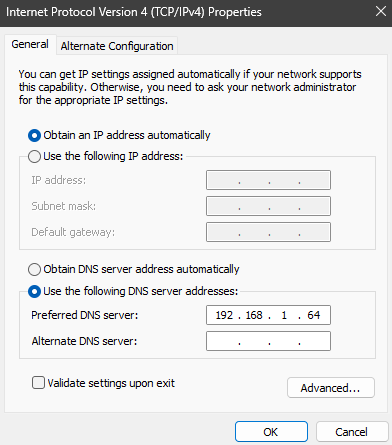 Internet Protocol Version 4 (TCP/IPv4) Properties
General
Alternate Configuration
You can get IP settings assigned automatically if your network supports
this capability. Otherwise, you need to ask your network administrator
for the appropriate IP settings.
Obtain an IP address automatically
Use the following IP address:
IP address:
. . .
Subnet mask:
. . .
Default gateway:
. . .
Obtain DNS server address automatically
Use the following DNS server addresses:
Preferred DNS server:
192 . 168 . 1 . 64
Alternate DNS server:
. . .
Validate settings upon exit
Advanced...
OK
Cancel